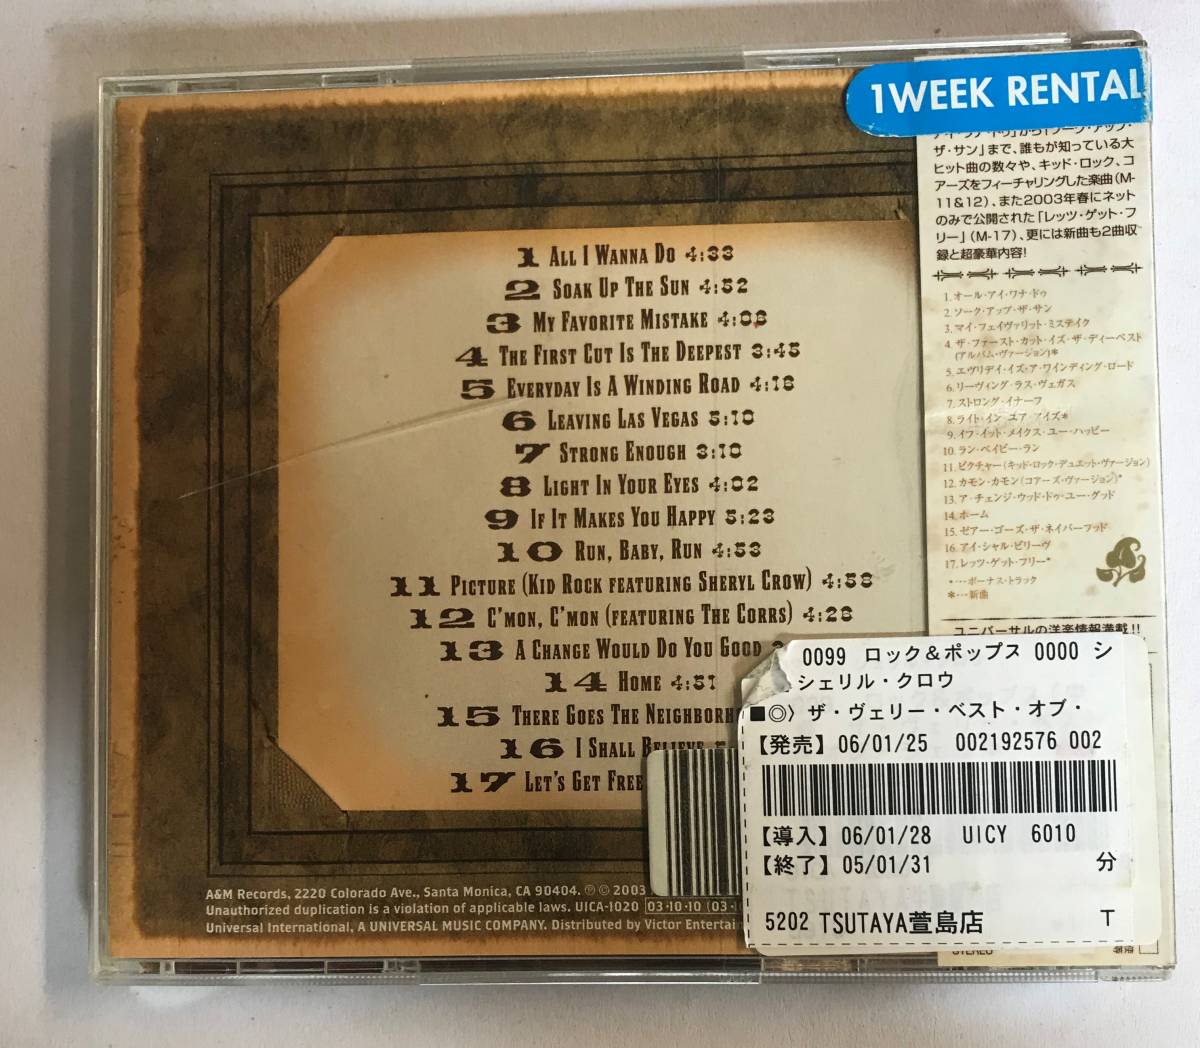 1WEEK RENTAL
ザ・サン」まで、誰もが知っている大
ヒット曲の数々や、キッド・ロック、コ
アーズをフィーチャリングした楽曲(M-
11&12)、また2003年春にネット
のみで公開された「レッツ・ゲット・フ
リー」(M-17)、更には新曲も2曲収
録と超豪華内容!
1 ALL I WANNA DO 4:33
2 SOAK UP THE SUN 4:52
3 MY FAVORITE MISTAKE 4:08
4 THE FIRST CUT IS THE DEEPEST 3:45
5 EVERYDAY IS A WINDING ROAD 4:18
6 LEAVING LAS VEGAS 5:10
7 STRONG ENOUGH 3:10
8 LIGHT IN YOUR EYES 4:02
9 IF IT MAKES YOU HAPPY 5:23
10 RUN, BABY, RUN 4:53
11 PICTURE (KID ROCK FEATURING SHERYL CROW) 4:58
12 C'MON, C'MON (FEATURING THE CORRS) 4:28
13 A CHANGE WOULD DO YOU GOOD
14 HOME 4:51
15 THERE GOES THE NEIGHBORH
16 I SHALL BELIEVE
17 LET'S GET FREE
1.オール・アイ・ワナ・ドゥ
2.ソーク・アップ・ザ・サン
3.マイ・フェイヴァリット・ミステイク
4.ザ・ファースト・カット・イズ・ザ・ディーペスト
(アルバム・ヴァージョン)*
5.エヴリデイ・イズ・ア・ワインディング・ロード
6.リーヴィング・ラス・ヴェガス
7.ストロング・イナーフ
8.ライト・イン・ユア・アイズ*
9.イフ・イット・メイクス・ユー・ハッピー
10.ラン・ベイビー・ラン
11.ピクチャー(キッド・ロック・デュエット・ヴァージョン)
12.カモン・カモン(コアーズ・ヴァージョン)*
13.ア・チェンジ・ウッド・ドゥ・ユー・グッド
14.ホーム
15.ゼアー・ゴーズ・ザ・ネイバーフッド
16.アイ・シャル・ビリーヴ
17.レッツ・ゲット・フリー*
*…ボーナス・トラック
*…新曲
ユニバーサルの洋楽情報満載!!
0099 ロック&ポップス 0000 シ
シェリル・クロウ
■◎〉ザ・ヴェリー・ベスト・オブ・
【発売】06/01/25 002192576 002
【導入】06/01/28 UICY 6010
【終了】05/01/31 分
5202 TSUTAYA萱島店 T
A&M Records, 2220 Colorado Ave., Santa Monica, CA 90404. ℗ © 2003
Unauthorized duplication is a violation of applicable laws. UICA-1020 03·10·10 (03·1
Universal International, A UNIVERSAL MUSIC COMPANY. Distributed by Victor Entertai
STEREO